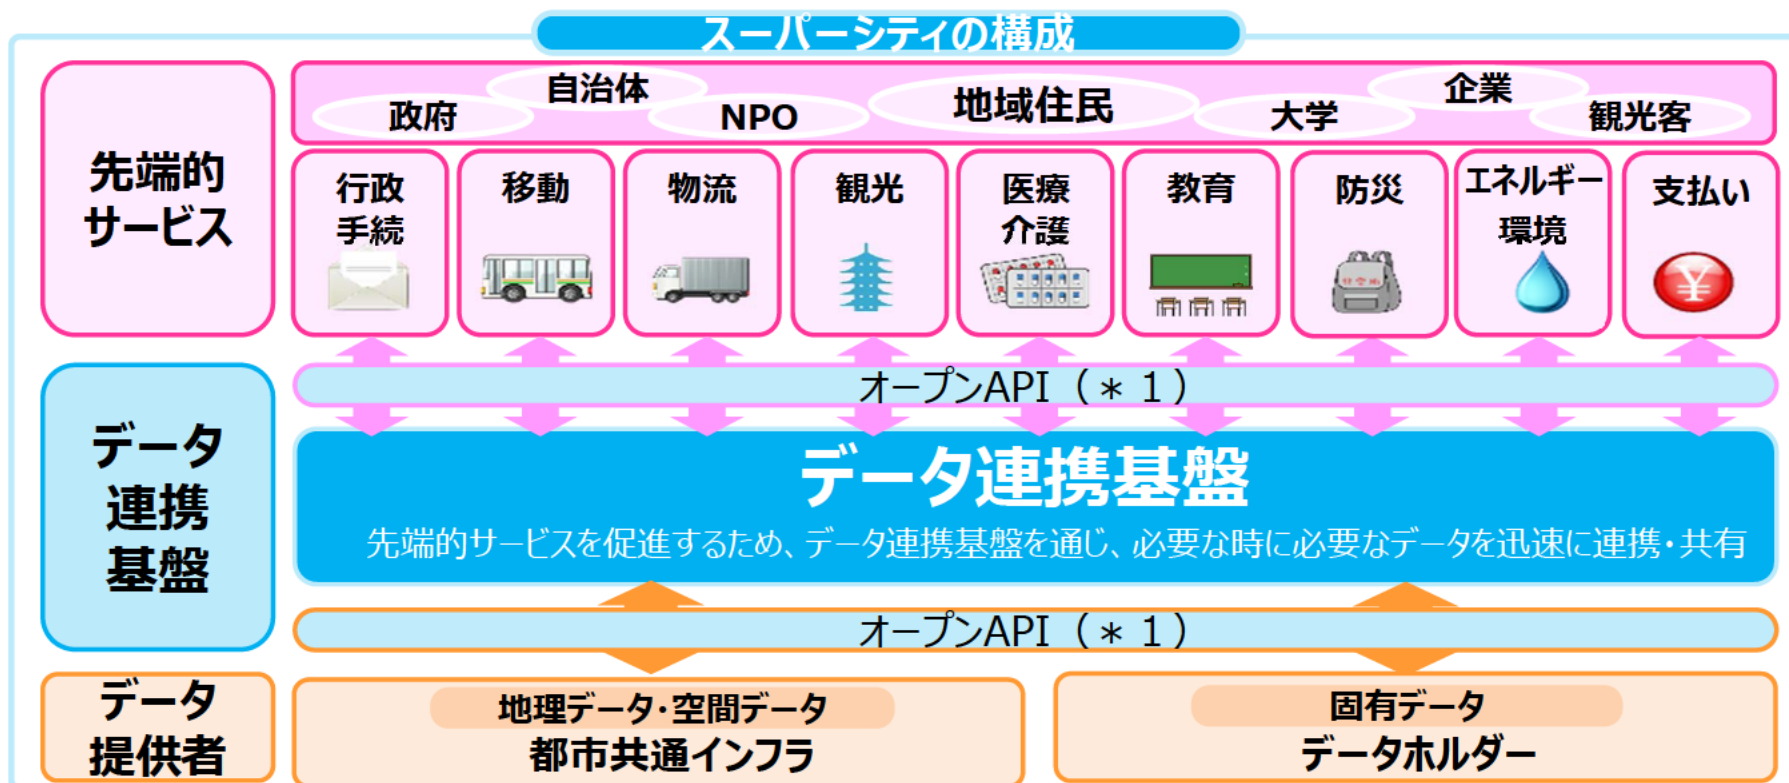 スーパーシティの構成
先端的
サービス
政府
自治体
NPO
地域住民
大学
企業
観光客
行政
手続
移動
物流
観光
医療
介護
教育
防災
エネルギー
環境
支払い
データ
連携
基盤
オープンAPI（＊１）
データ連携基盤
先端的サービスを促進するため、データ連携基盤を通じ、必要な時に必要なデータを迅速に連携・共有
オープンAPI（＊１）
データ
提供者
地理データ・空間データ
都市共通インフラ
固有データ
データホルダー